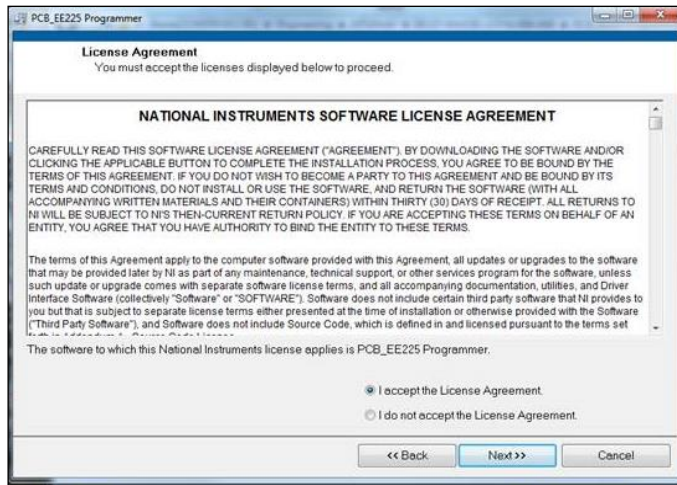 PCB_EE225 Programmer
License Agreement
You must accept the licenses displayed below to proceed.
NATIONAL INSTRUMENTS SOFTWARE LICENSE AGREEMENT
CAREFULLY READ THIS SOFTWARE LICENSE AGREEMENT ("AGREEMENT"). BY DOWNLOADING THE SOFTWARE AND/OR
CLICKING THE APPLICABLE BUTTON TO COMPLETE THE INSTALLATION PROCESS, YOU AGREE TO BE BOUND BY THE
TERMS OF THIS AGREEMENT. IF YOU DO NOT WISH TO BECOME A PARTY TO THIS AGREEMENT AND BE BOUND BY ITS
TERMS AND CONDITIONS, DO NOT INSTALL OR USE THE SOFTWARE, AND RETURN THE SOFTWARE (WITH ALL
ACCOMPANYING WRITTEN MATERIALS AND THEIR CONTAINERS) WITHIN THIRTY (30) DAYS OF RECEIPT. ALL RETURNS TO
NI WILL BE SUBJECT TO NI'S THEN-CURRENT RETURN POLICY. IF YOU ARE ACCEPTING THESE TERMS ON BEHALF OF AN
ENTITY, YOU AGREE THAT YOU HAVE AUTHORITY TO BIND THE ENTITY TO THESE TERMS.
The terms of this Agreement apply to the computer software provided with this Agreement, all updates or upgrades to the software
that may be provided later by NI as part of any maintenance, technical support, or other services program for the software, unless
such update or upgrade comes with separate software license terms, and all accompanying documentation, utilities, and Driver
Interface Software (collectively "Software" or "SOFTWARE"). Software does not include certain third party software that NI provides to
you but that is subject to separate license terms either presented at the time of installation or otherwise provided with the Software
("Third Party Software"), and Software does not include Source Code, which is defined in and licensed pursuant to the terms set
forth in Addendum A - Source Code License
The software to which this National Instruments license applies is PCB_EE225 Programmer.
I accept the License Agreement.
I do not accept the License Agreement.
<< Back
Next >>
Cancel